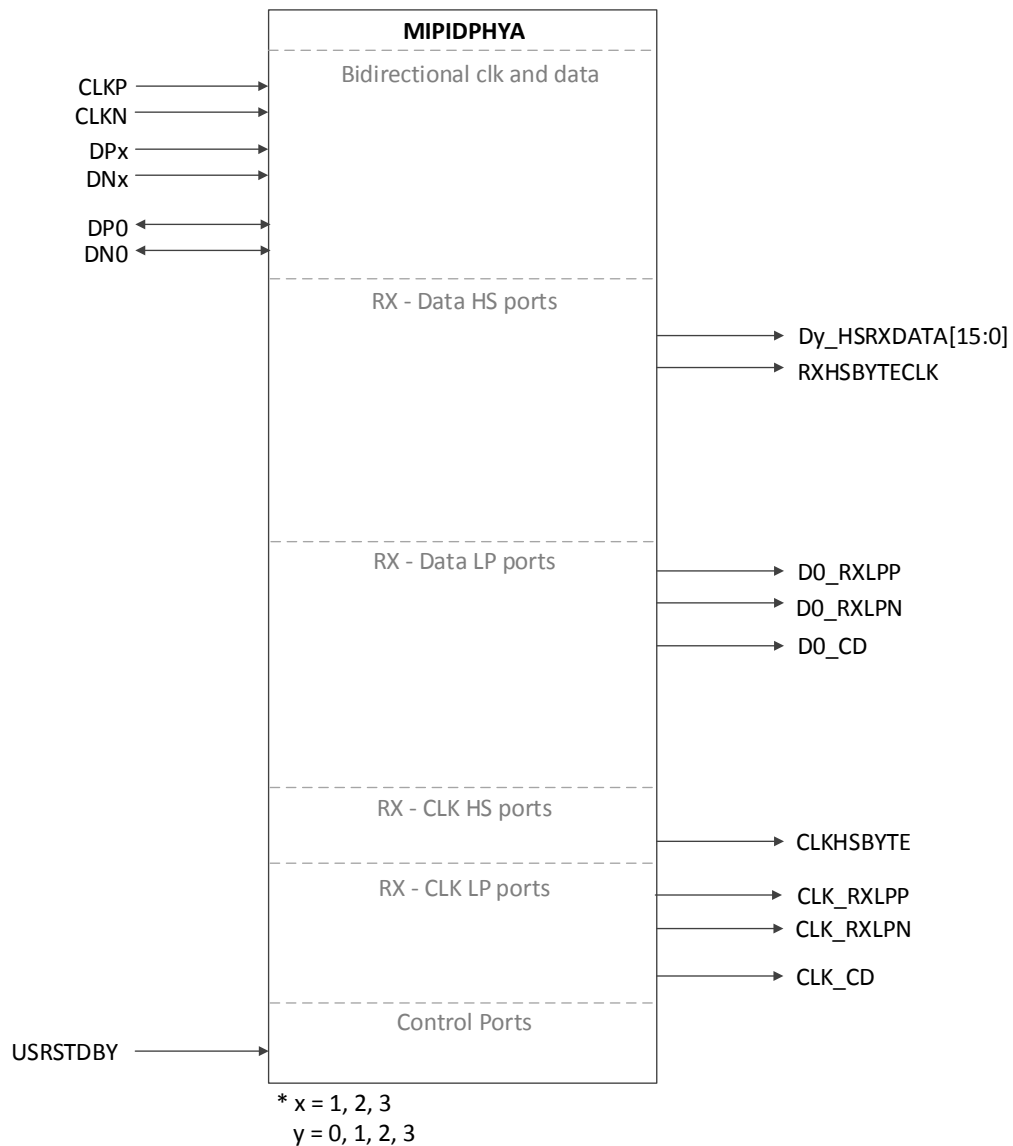 MIPIDPHYA
Bidirectional clk and data
CLKP
CLKN
DPx
DNx
DP0
DN0
RX - Data HS ports
Dy_HSRXDATA[15:0]
RXHSBYTECLK
RX - Data LP ports
D0_RXLPP
D0_RXLPN
D0_CD
RX - CLK HS ports
CLKHSBYTE
RX - CLK LP ports
CLK_RXLPP
CLK_RXLPN
CLK_CD
Control Ports
USRSTDBY
* x = 1, 2, 3
y = 0, 1, 2, 3